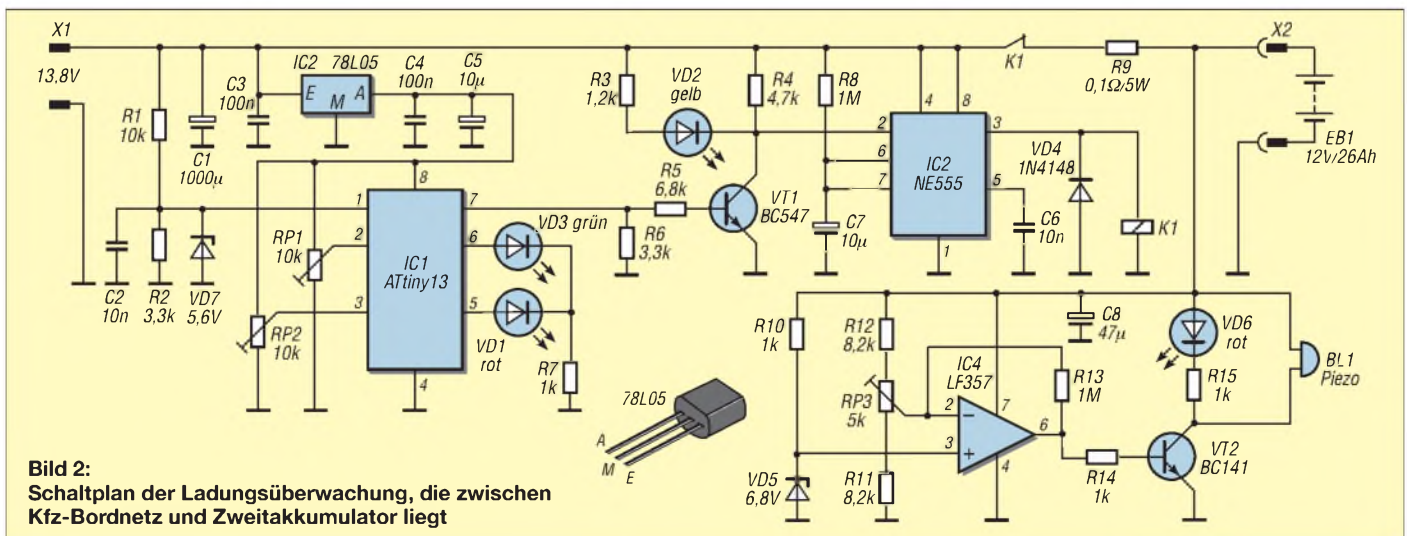 X1
13,8V
R1
10k
C1
1000µ
C3
100n
IC2
78L05
E
M
A
C4
100n
C5
10µ
C2
10n
R2
3,3k
VD7
5,6V
RP1
10k
RP2
10k
8
1
2
3
7
6
5
4
IC1
ATtiny13
VD3 grün
VD1
rot
R7
1k
R3
1,2k
VD2
gelb
R4
4,7k
R5
6,8k
R6
3,3k
VT1
BC547
R8
1M
C7
10µ
4
8
2
6
7
3
5
1
IC2
NE555
C6
10n
VD4
1N4148
K1
K1
R9
0,1Ω/5W
X2
EB1
12v/26Ah
R10
1k
VD5
6,8V
R12
8,2k
RP3
5k
R11
8,2k
IC4
LF357
2
3
7
6
4
−
+
C8
47µ
R13
1M
R14
1k
VD6
rot
R15
1k
VT2
BC141
BL1
Piezo
78L05
A
M
E
Bild 2:
Schaltplan der Ladungsüberwachung, die zwischen
Kfz-Bordnetz und Zweitakkumulator liegt